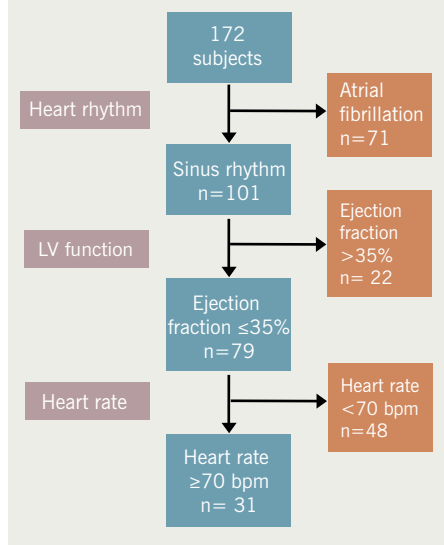 172
subjects
Heart rhythm
Atrial
fibrillation
n=71
Sinus rhythm
n=101
LV function
Ejection
fraction
>35%
n= 22
Ejection
fraction ≤35%
n=79
Heart rate
Heart rate
<70 bpm
n=48
Heart rate
≥70 bpm
n= 31